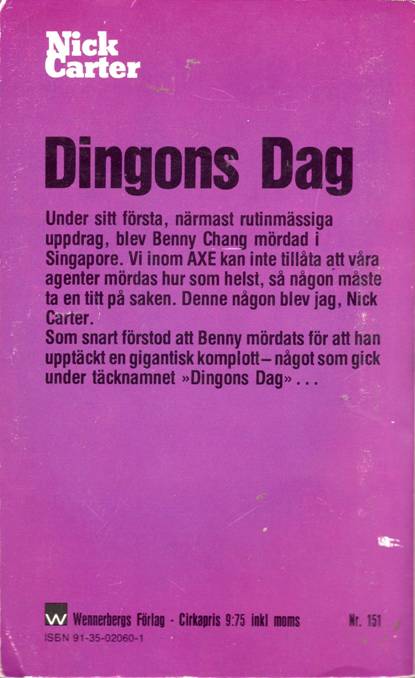 Nick
Carter
Dingons Dag
Under sitt första, närmast rutinmässiga
uppdrag, blev Benny Chang mördad i
Singapore. Vi inom AXE kan inte tillåta att våra
agenter mördas hur som helst, så någon måste
ta en titt på saken. Denne någon blev jag, Nick
Carter.
Som snart förstod att Benny mördats för att han
upptäckt en gigantisk komplott – något som gick
under täcknamnet »Dingons Dag» . . .
W Wennerbergs Förlag - Cirkapris 9:75 inkl moms Nr. 151
ISBN 91-35-02060-1